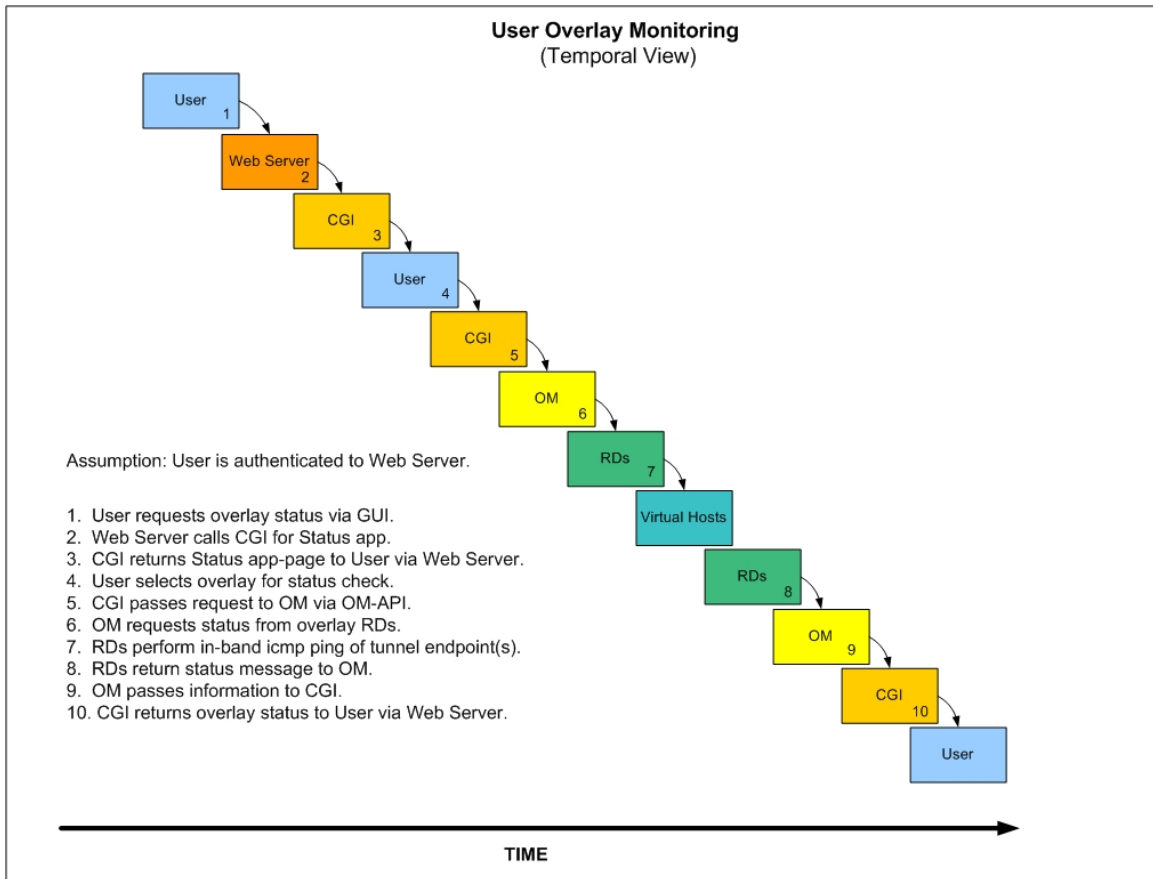 User Overlay Monitoring
(Temporal View)
User
1
Web Server
2
CGI
3
User
4
CGI
5
OM
6
RDs
7
Virtual Hosts
RDs
8
OM
9
CGI
10
User
Assumption: User is authenticated to Web Server.
1. User requests overlay status via GUI.
2. Web Server calls CGI for Status app.
3. CGI returns Status app-page to User via Web Server.
4. User selects overlay for status check.
5. CGI passes request to OM via OM-API.
6. OM requests status from overlay RDs.
7. RDs perform in-band icmp ping of tunnel endpoint(s).
8. RDs return status message to OM.
9. OM passes information to CGI.
10. CGI returns overlay status to User via Web Server.
TIME